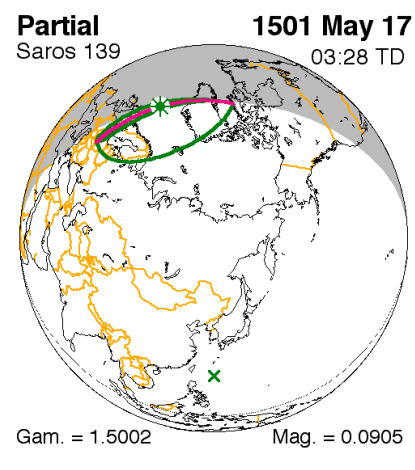 Partial 1501 May 17
Saros 139 03:28 TD
Gam. = 1.5002 Mag. = 0.0905